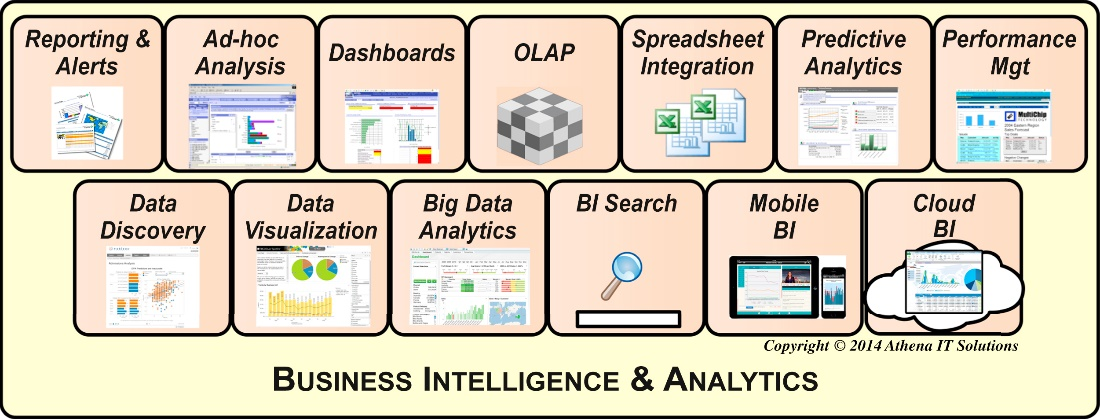 Reporting &
Alerts
Ad-hoc
Analysis
Dashboards
OLAP
Spreadsheet
Integration
Predictive
Analytics
Performance
Mgt
MultiChip
Data
Discovery
Data
Visualization
Big Data
Analytics
BI Search
Mobile
BI
Cloud
BI
Copyright © 2014 Athena IT Solutions
BUSINESS INTELLIGENCE & ANALYTICS